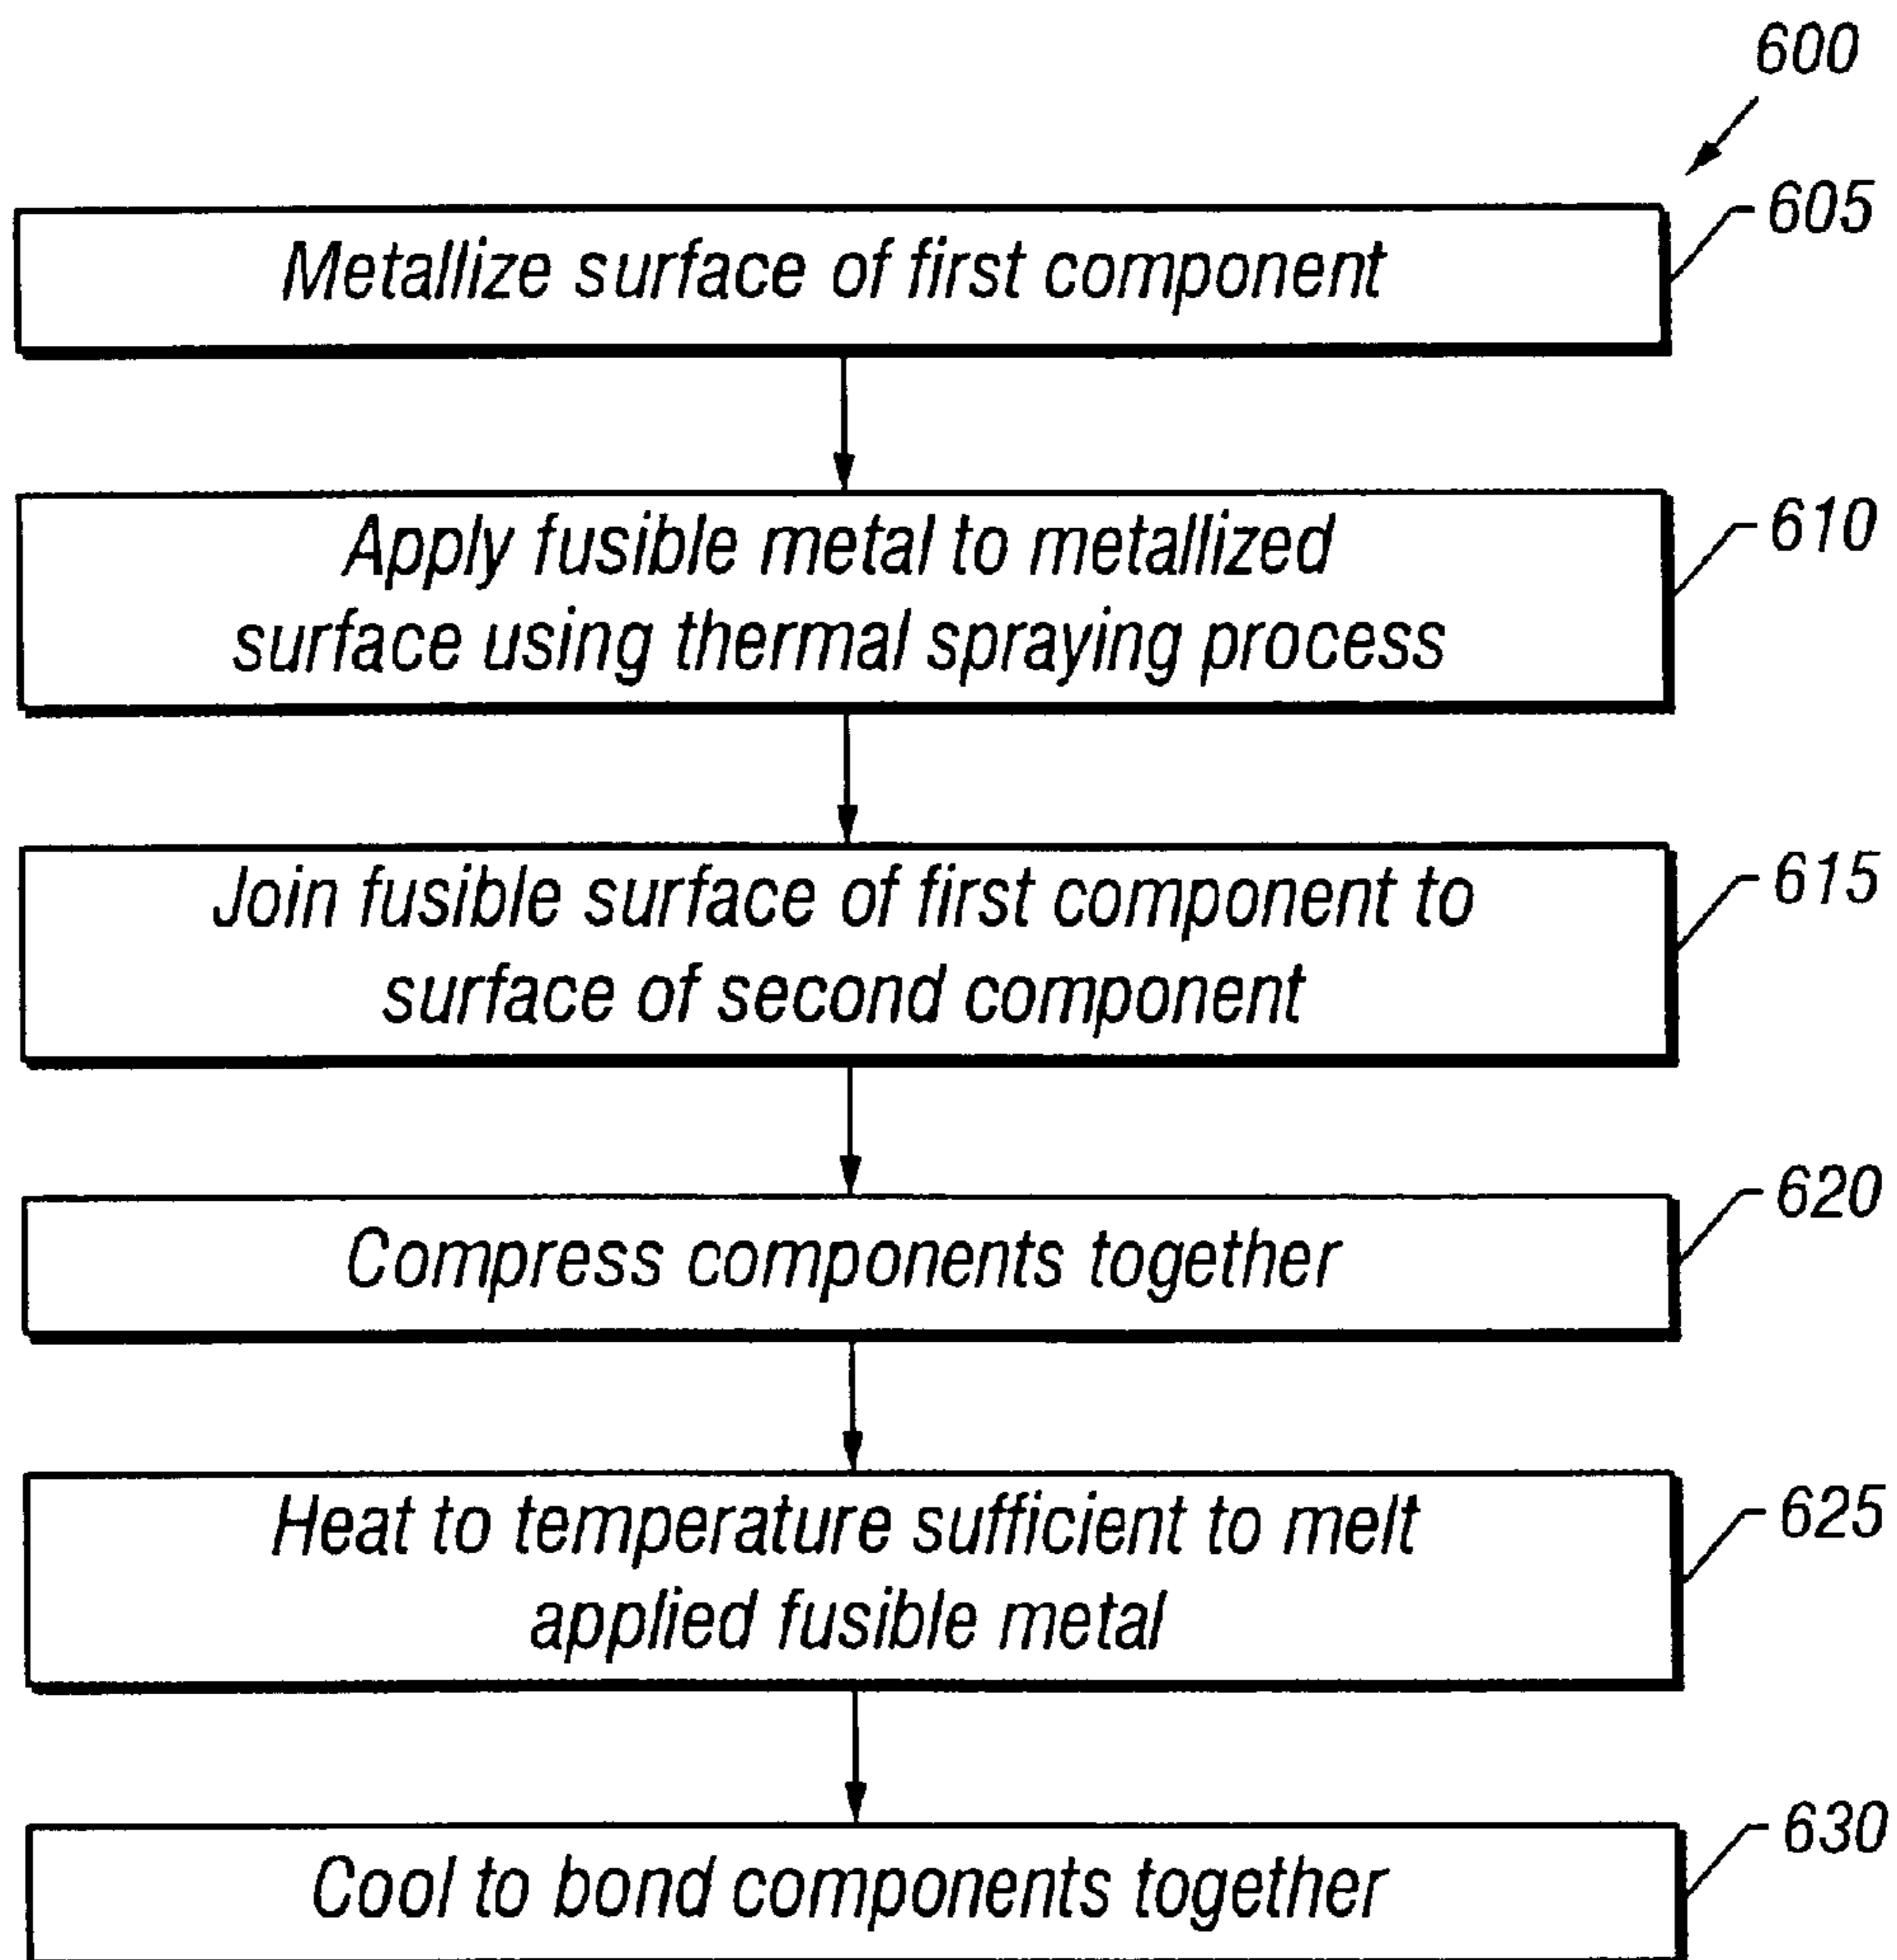 600
Metallize surface of first component
605
Apply fusible metal to metallized
surface using thermal spraying process
610
Join fusible surface of first component to
surface of second component
615
Compress components together
620
Heat to temperature sufficient to melt
applied fusible metal
625
Cool to bond components together
630